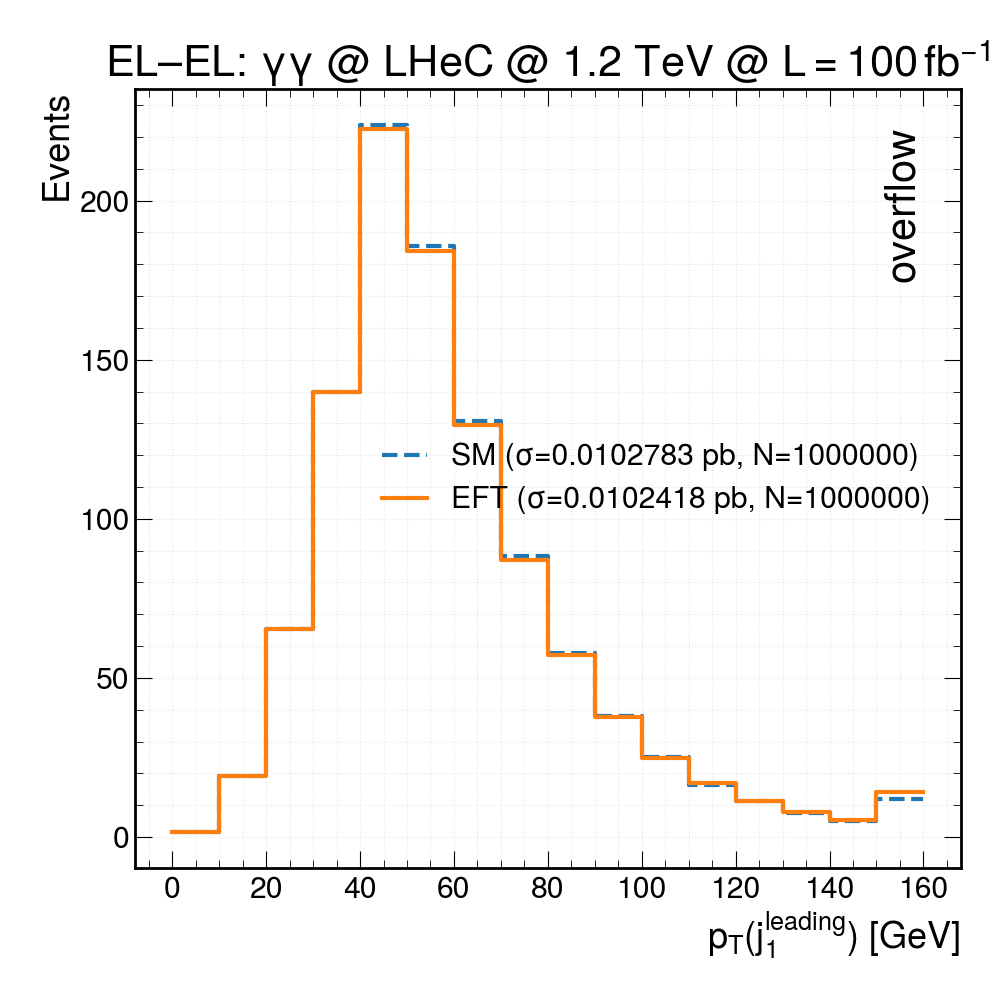 EL–EL: γγ @ LHeC @ 1.2 TeV @ L = 100 fb⁻¹
Events
overflow
200
150
100
50
0
SM (σ=0.0102783 pb, N=1000000)
EFT (σ=0.0102418 pb, N=1000000)
0 20 40 60 80 100 120 140 160
p_T(j_1^leading) [GeV]